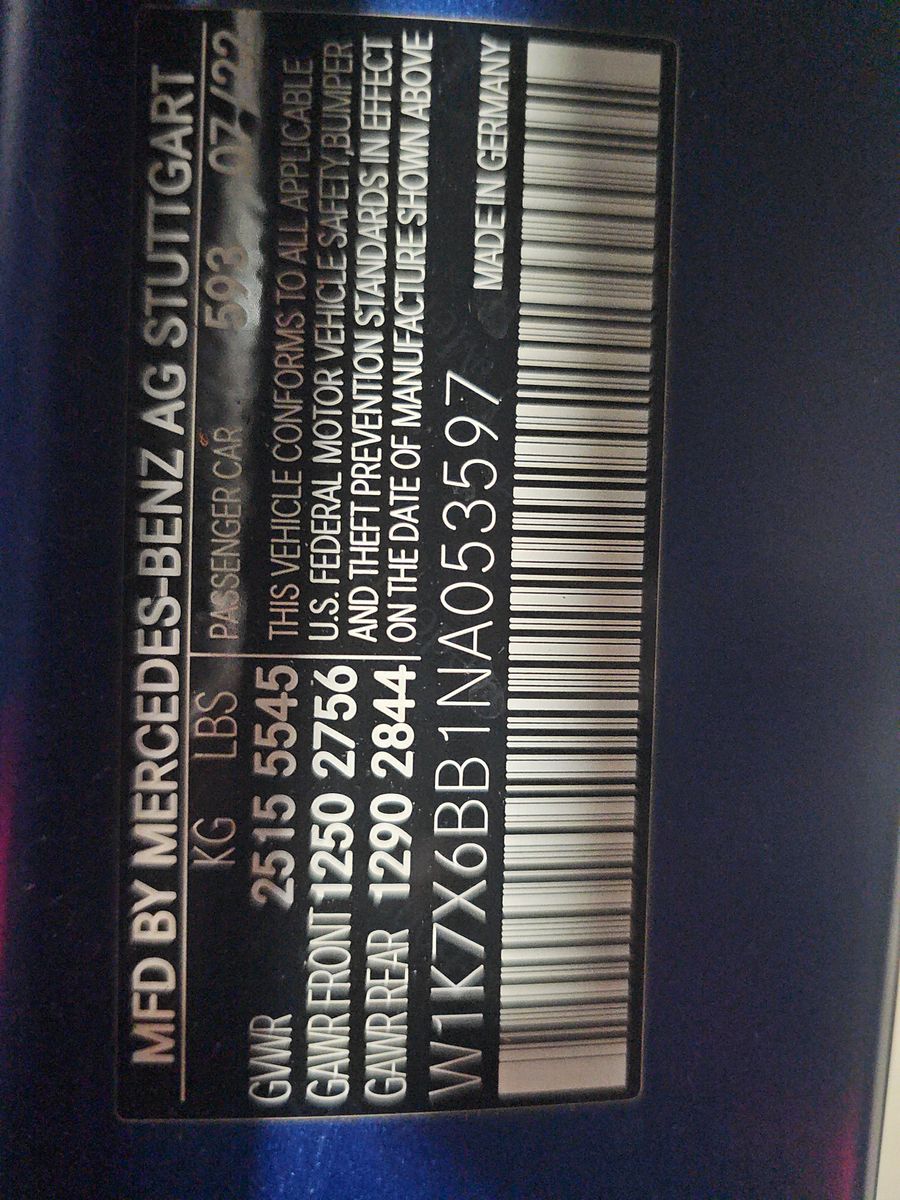 MFD BY MERCEDES-BENZ AG STUTTGART
KG LBS PASSENGER CAR 593 07/22
GVWR 2515 5545 THIS VEHICLE CONFORMS TO ALL APPLICABLE
GAWR FRONT 1250 2756 U.S. FEDERAL MOTOR VEHICLE SAFETY,BUMPER
GAWR REAR 1290 2844 AND THEFT PREVENTION STANDARDS IN EFFECT
ON THE DATE OF MANUFACTURE SHOWN ABOVE
W1K7X6BB1NA053597
MADE IN GERMANY